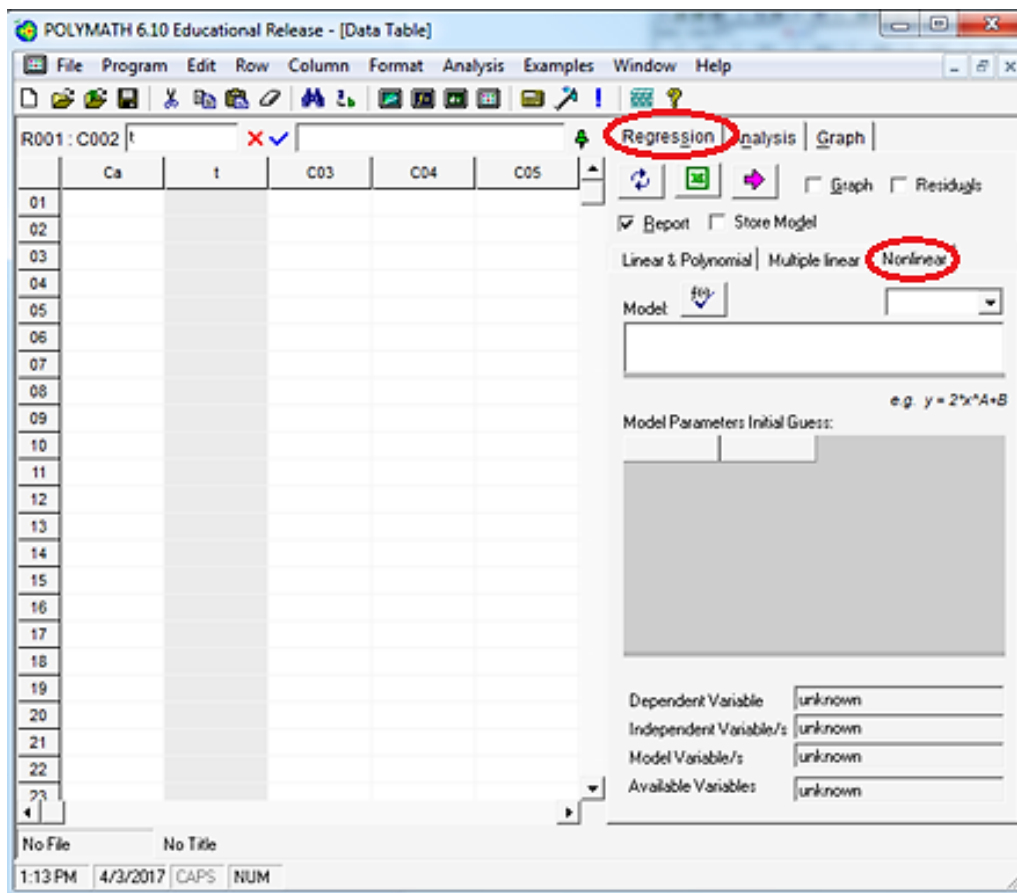 POLYMATH 6.10 Educational Release - [Data Table]
File Program Edit Row Column Format Analysis Examples Window Help
R001 : C002 t
Regression Analysis Graph
Ca t C03 C04 C05
Graph Residuals
Report Store Model
Linear & Polynomial Multiple linear Nonlinear
Model:
e.g. y = 2*x^A+B
Model Parameters Initial Guess:
01
02
03
04
05
06
07
08
09
10
11
12
13
14
15
16
17
18
19
20
21
22
23
Dependent Variable unknown
Independent Variable/s unknown
Model Variable/s unknown
Available Variables unknown
No File No Title
1:13 PM 4/3/2017 CAPS NUM